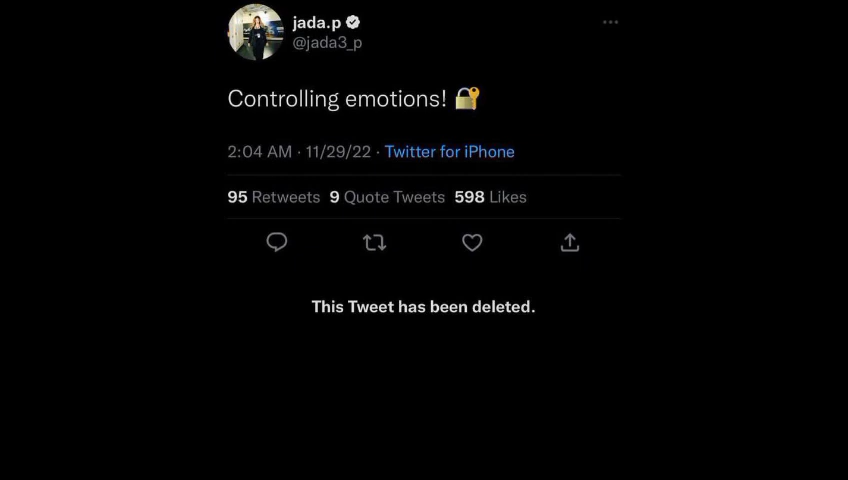 jada.p
@jada3_p
Controlling emotions! 🔐
2:04 AM · 11/29/22 · Twitter for iPhone
95 Retweets 9 Quote Tweets 598 Likes
This Tweet has been deleted.